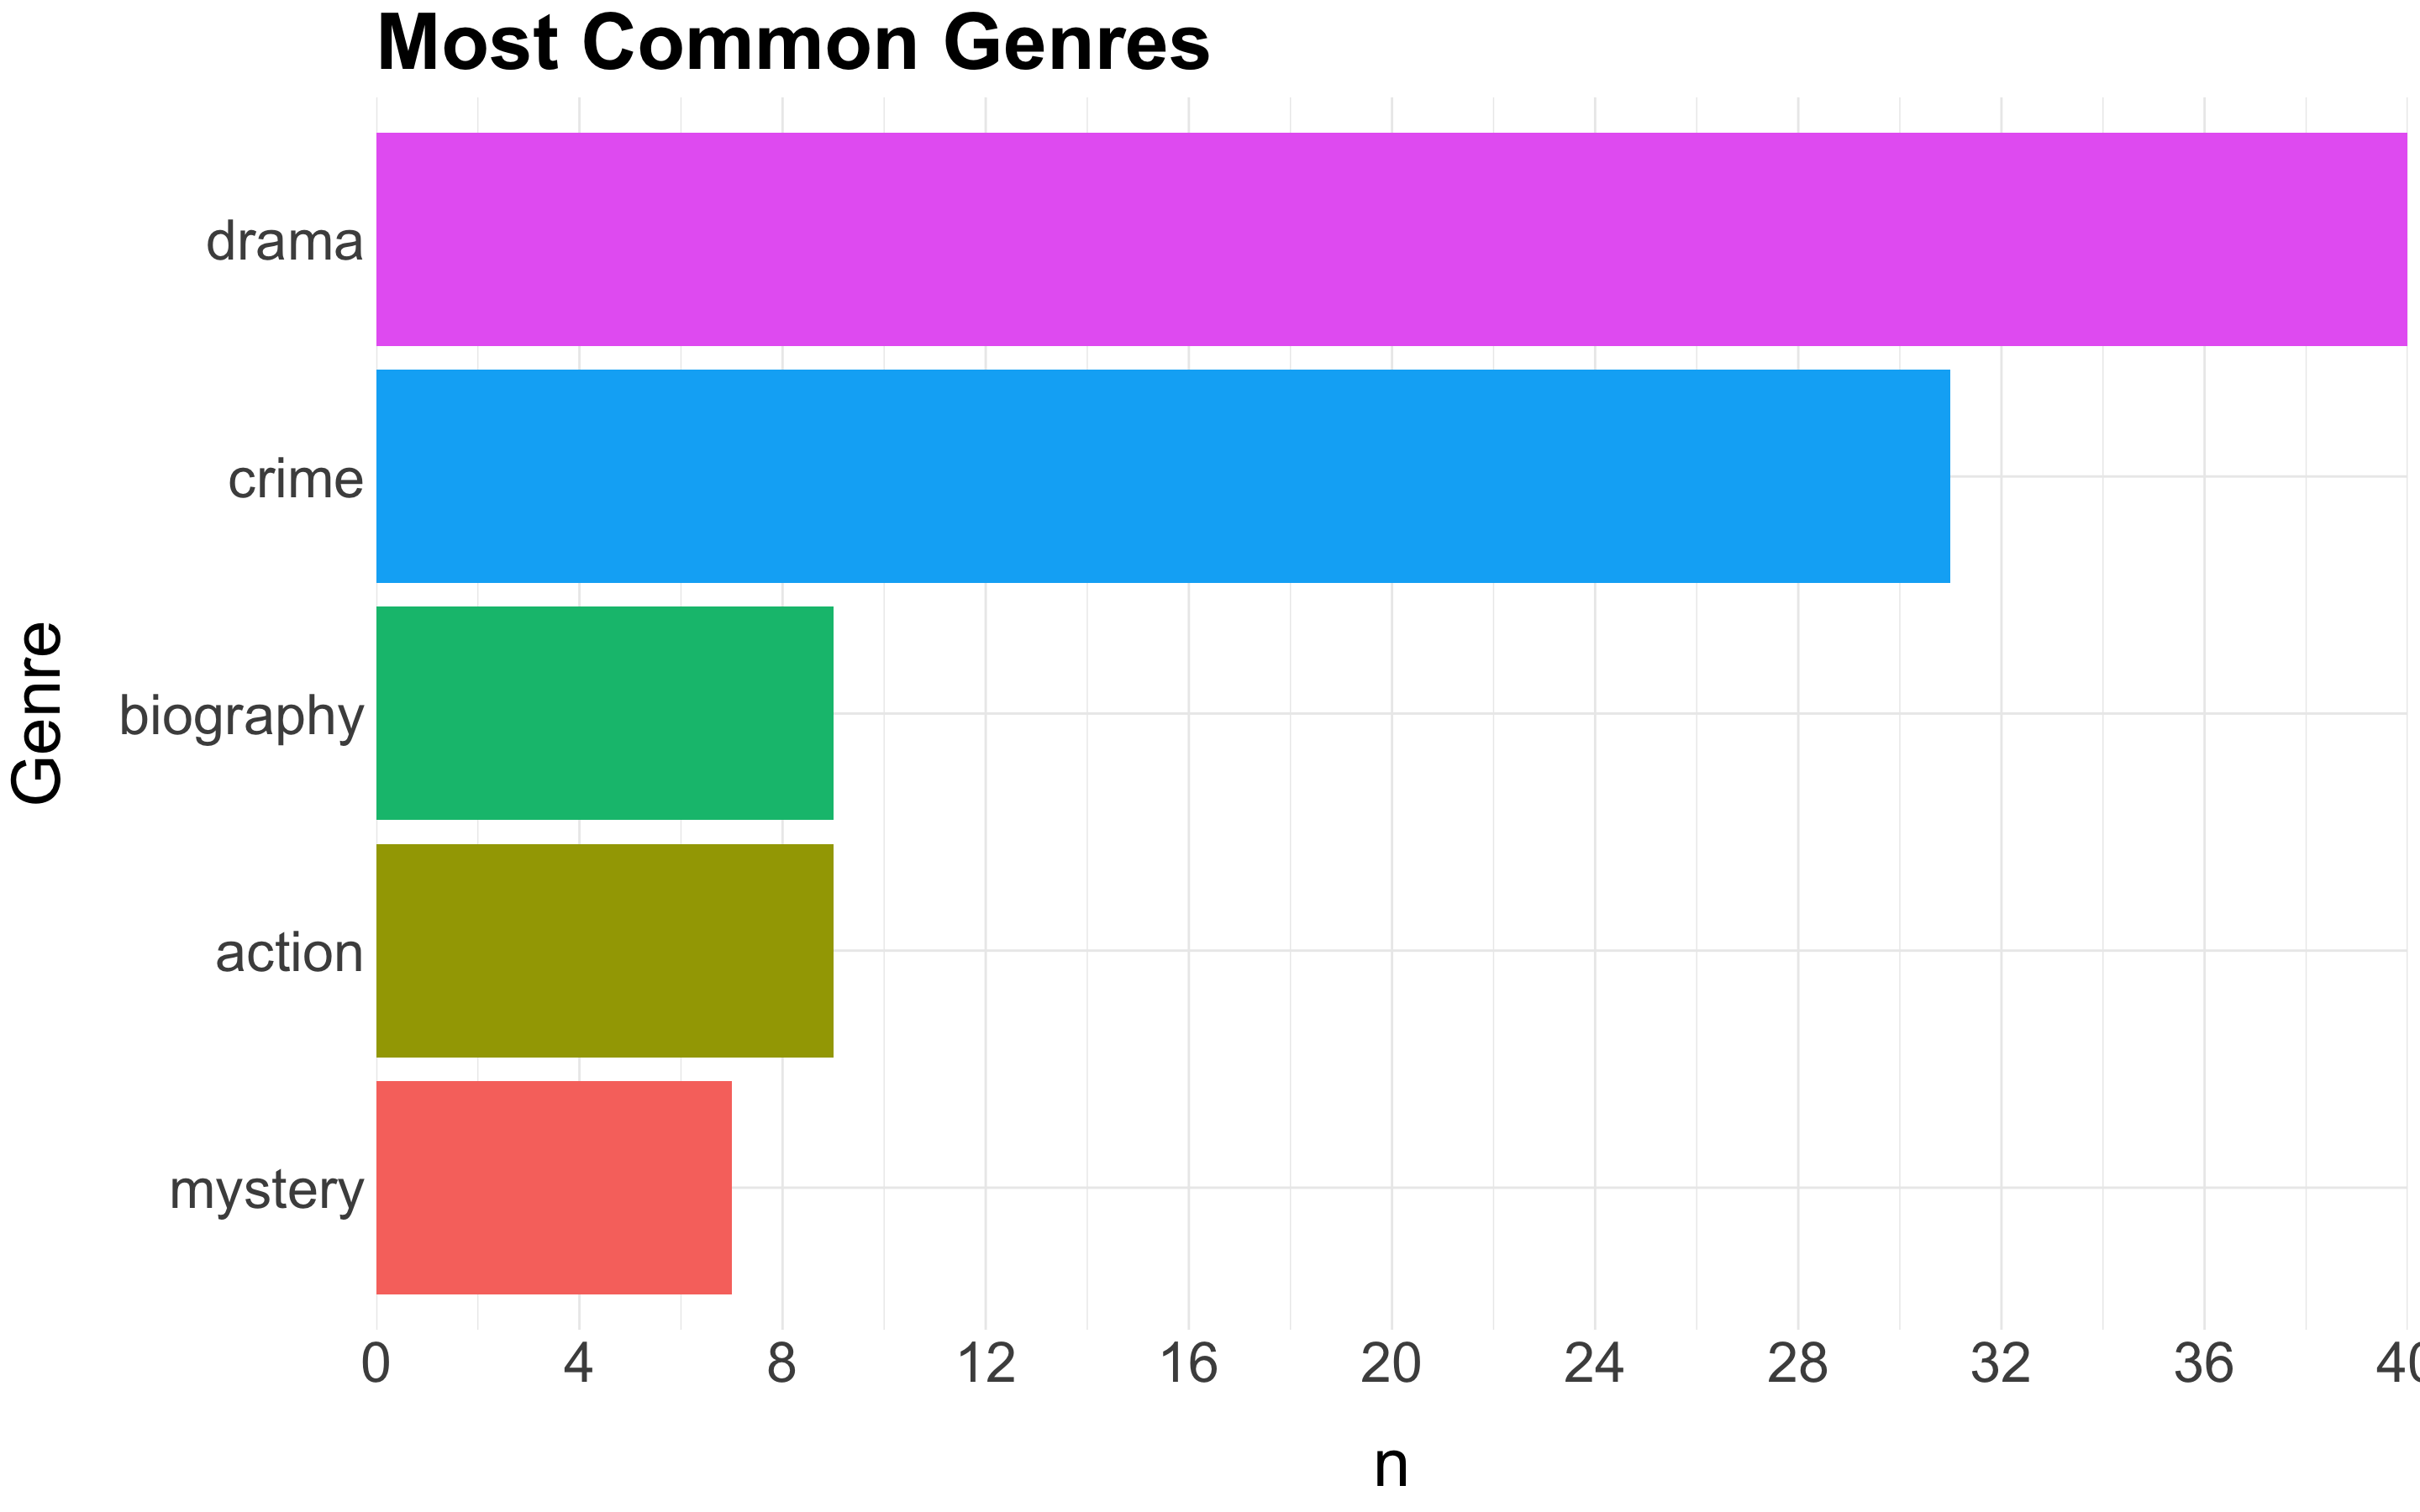 Most Common Genres
Genre
drama
crime
biography
action
mystery
0 4 8 12 16 20 24 28 32 36 40
n